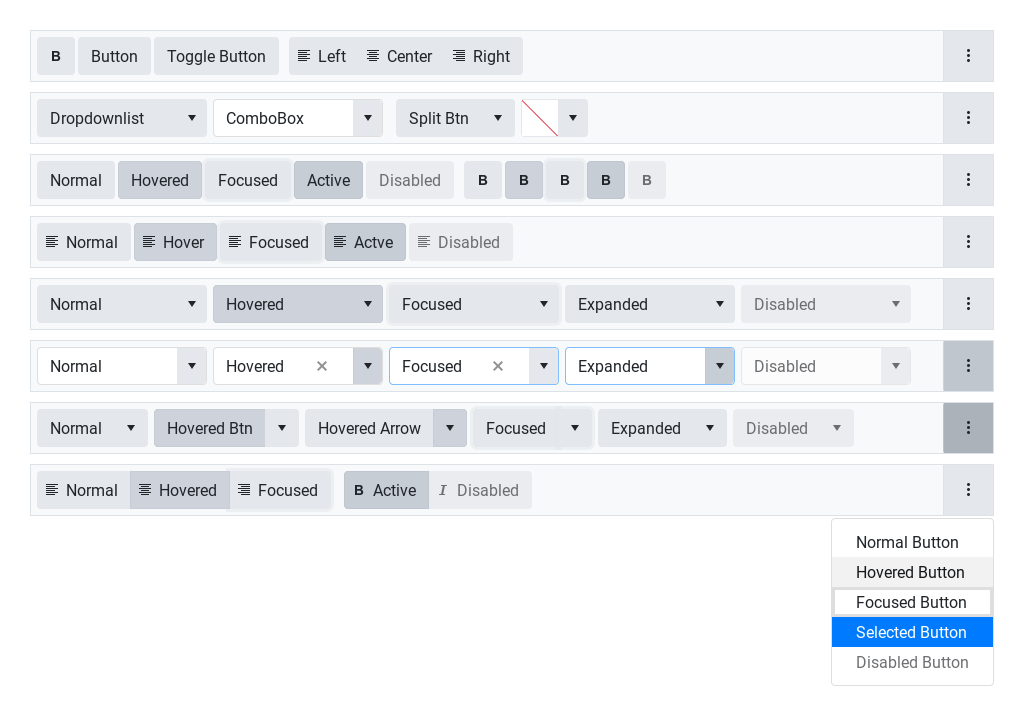 B Button Toggle Button Left Center Right
Dropdownlist ComboBox Split Btn
Normal Hovered Focused Active Disabled B B B B B
Normal Hover Focused Actve Disabled
Normal Hovered Focused Expanded Disabled
Normal Hovered Focused Expanded Disabled
Normal Hovered Btn Hovered Arrow Focused Expanded Disabled
Normal Hovered Focused B Active I Disabled
Normal Button
Hovered Button
Focused Button
Selected Button
Disabled Button